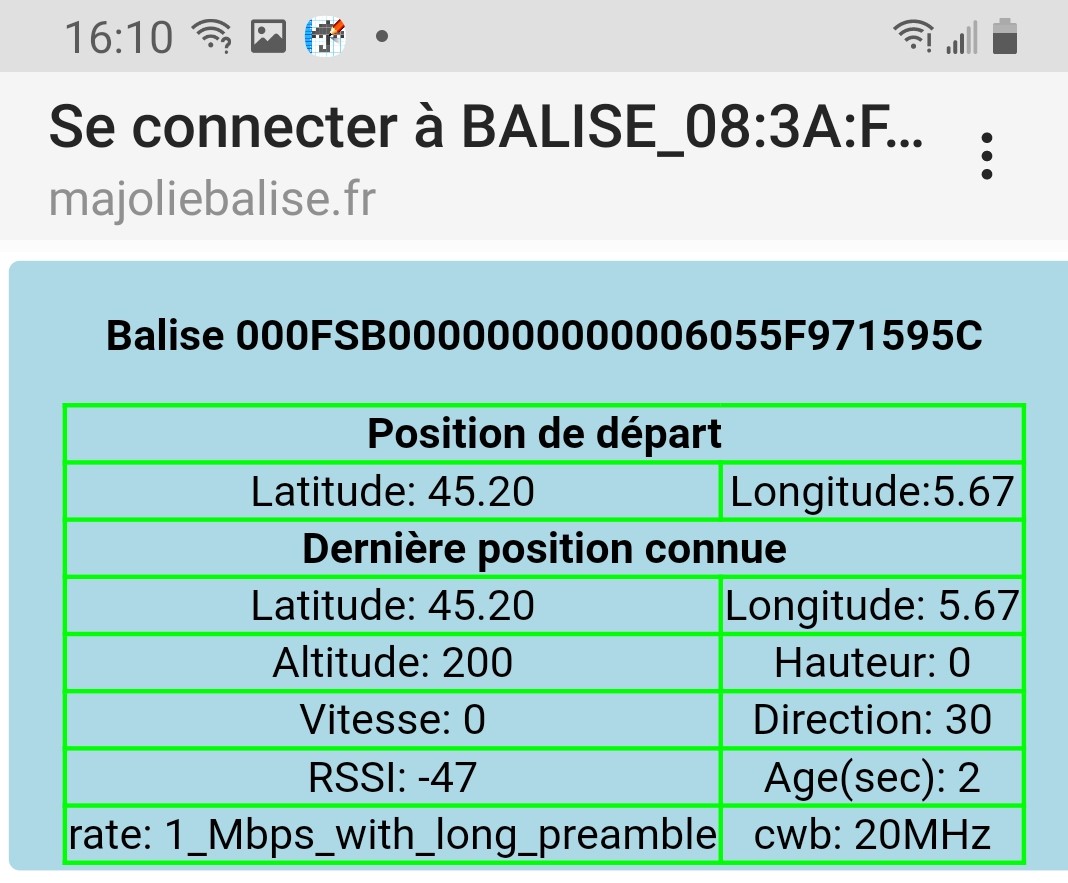 16:10
Se connecter à BALISE_08:3A:F...
majoliebalise.fr
Balise 000FSB0000000000006055F971595C
Position de départ
Latitude: 45.20 Longitude:5.67
Dernière position connue
Latitude: 45.20 Longitude: 5.67
Altitude: 200 Hauteur: 0
Vitesse: 0 Direction: 30
RSSI: -47 Age(sec): 2
rate: 1_Mbps_with_long_preamble cwb: 20MHz